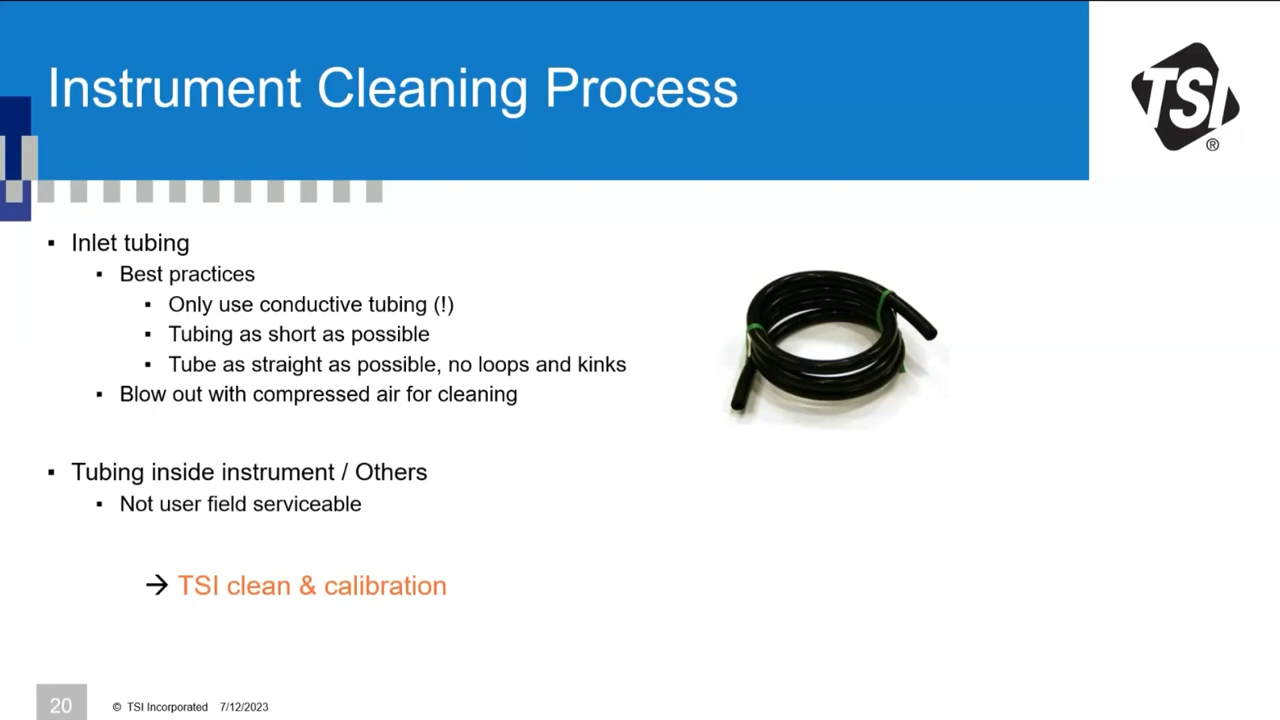 Instrument Cleaning Process
TSI
®
▪ Inlet tubing
▪ Best practices
▪ Only use conductive tubing (!)
▪ Tubing as short as possible
▪ Tube as straight as possible, no loops and kinks
▪ Blow out with compressed air for cleaning
▪ Tubing inside instrument / Others
▪ Not user field serviceable
→ TSI clean & calibration
20
© TSI Incorporated 7/12/2023